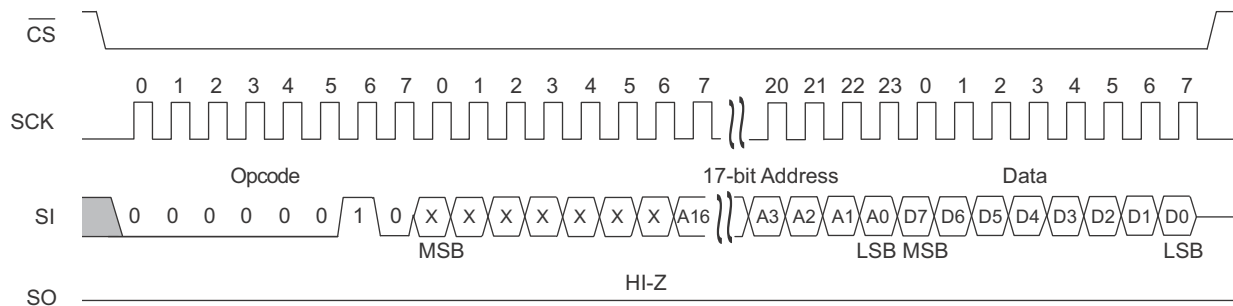 CS
0 1 2 3 4 5 6 7 0 1 2 3 4 5 6 7 20 21 22 23 0 1 2 3 4 5 6 7
SCK
Opcode 17-bit Address Data
SI 0 0 0 0 0 0 1 0 X X X X X X X A16 A3 A2 A1 A0 D7 D6 D5 D4 D3 D2 D1 D0
MSB LSB MSB LSB
HI-Z
SO